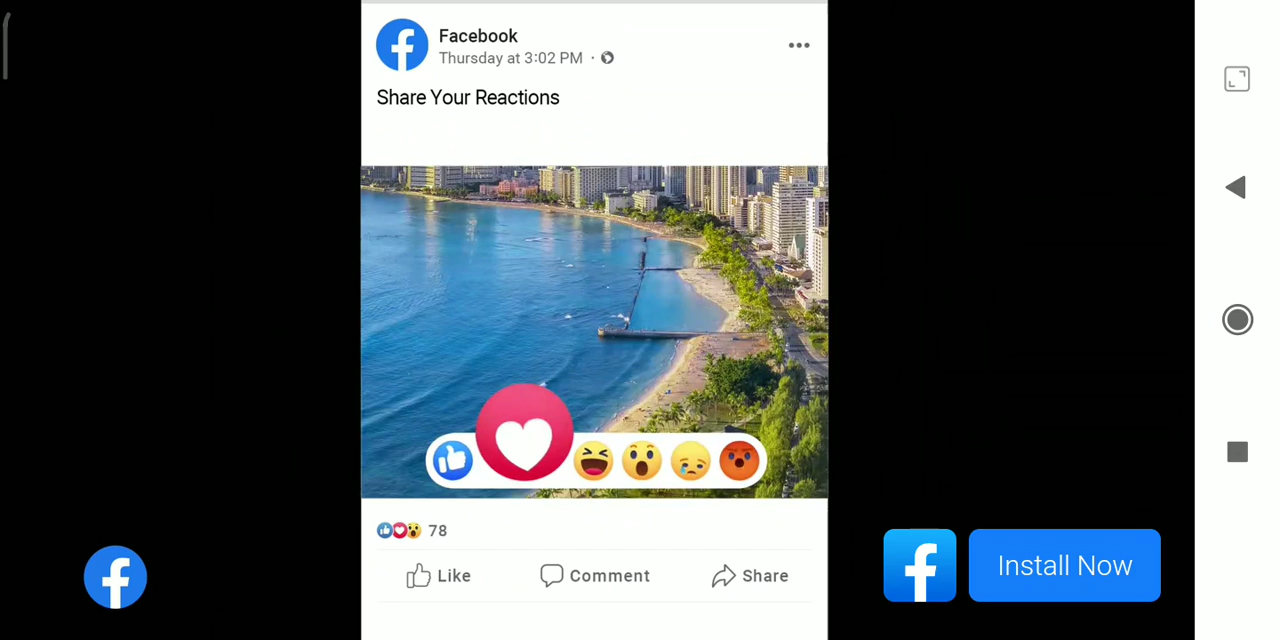 Facebook
Thursday at 3:02 PM ·
Share Your Reactions
78
Like
Comment
Share
Install Now